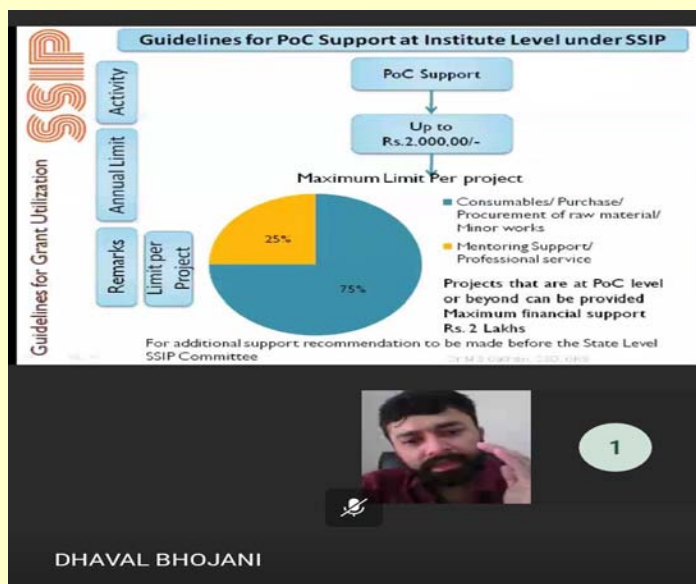 Guidelines for PoC Support at Institute Level under SSIP
SSIP
Guidelines for Grant Utilization
Activity
Annual Limit
Remarks
Limit per
Project
PoC Support
Up to
Rs.2,000,00/-
Maximum Limit Per project
25%
75%
Consumables/ Purchase/
Procurement of raw material/
Minor works
Mentoring Support/
Professional service
Projects that are at PoC level
or beyond can be provided
Maximum financial support
Rs. 2 Lakhs
For additional support recommendation to be made before the State Level
SSIP Committee
1
DHAVAL BHOJANI